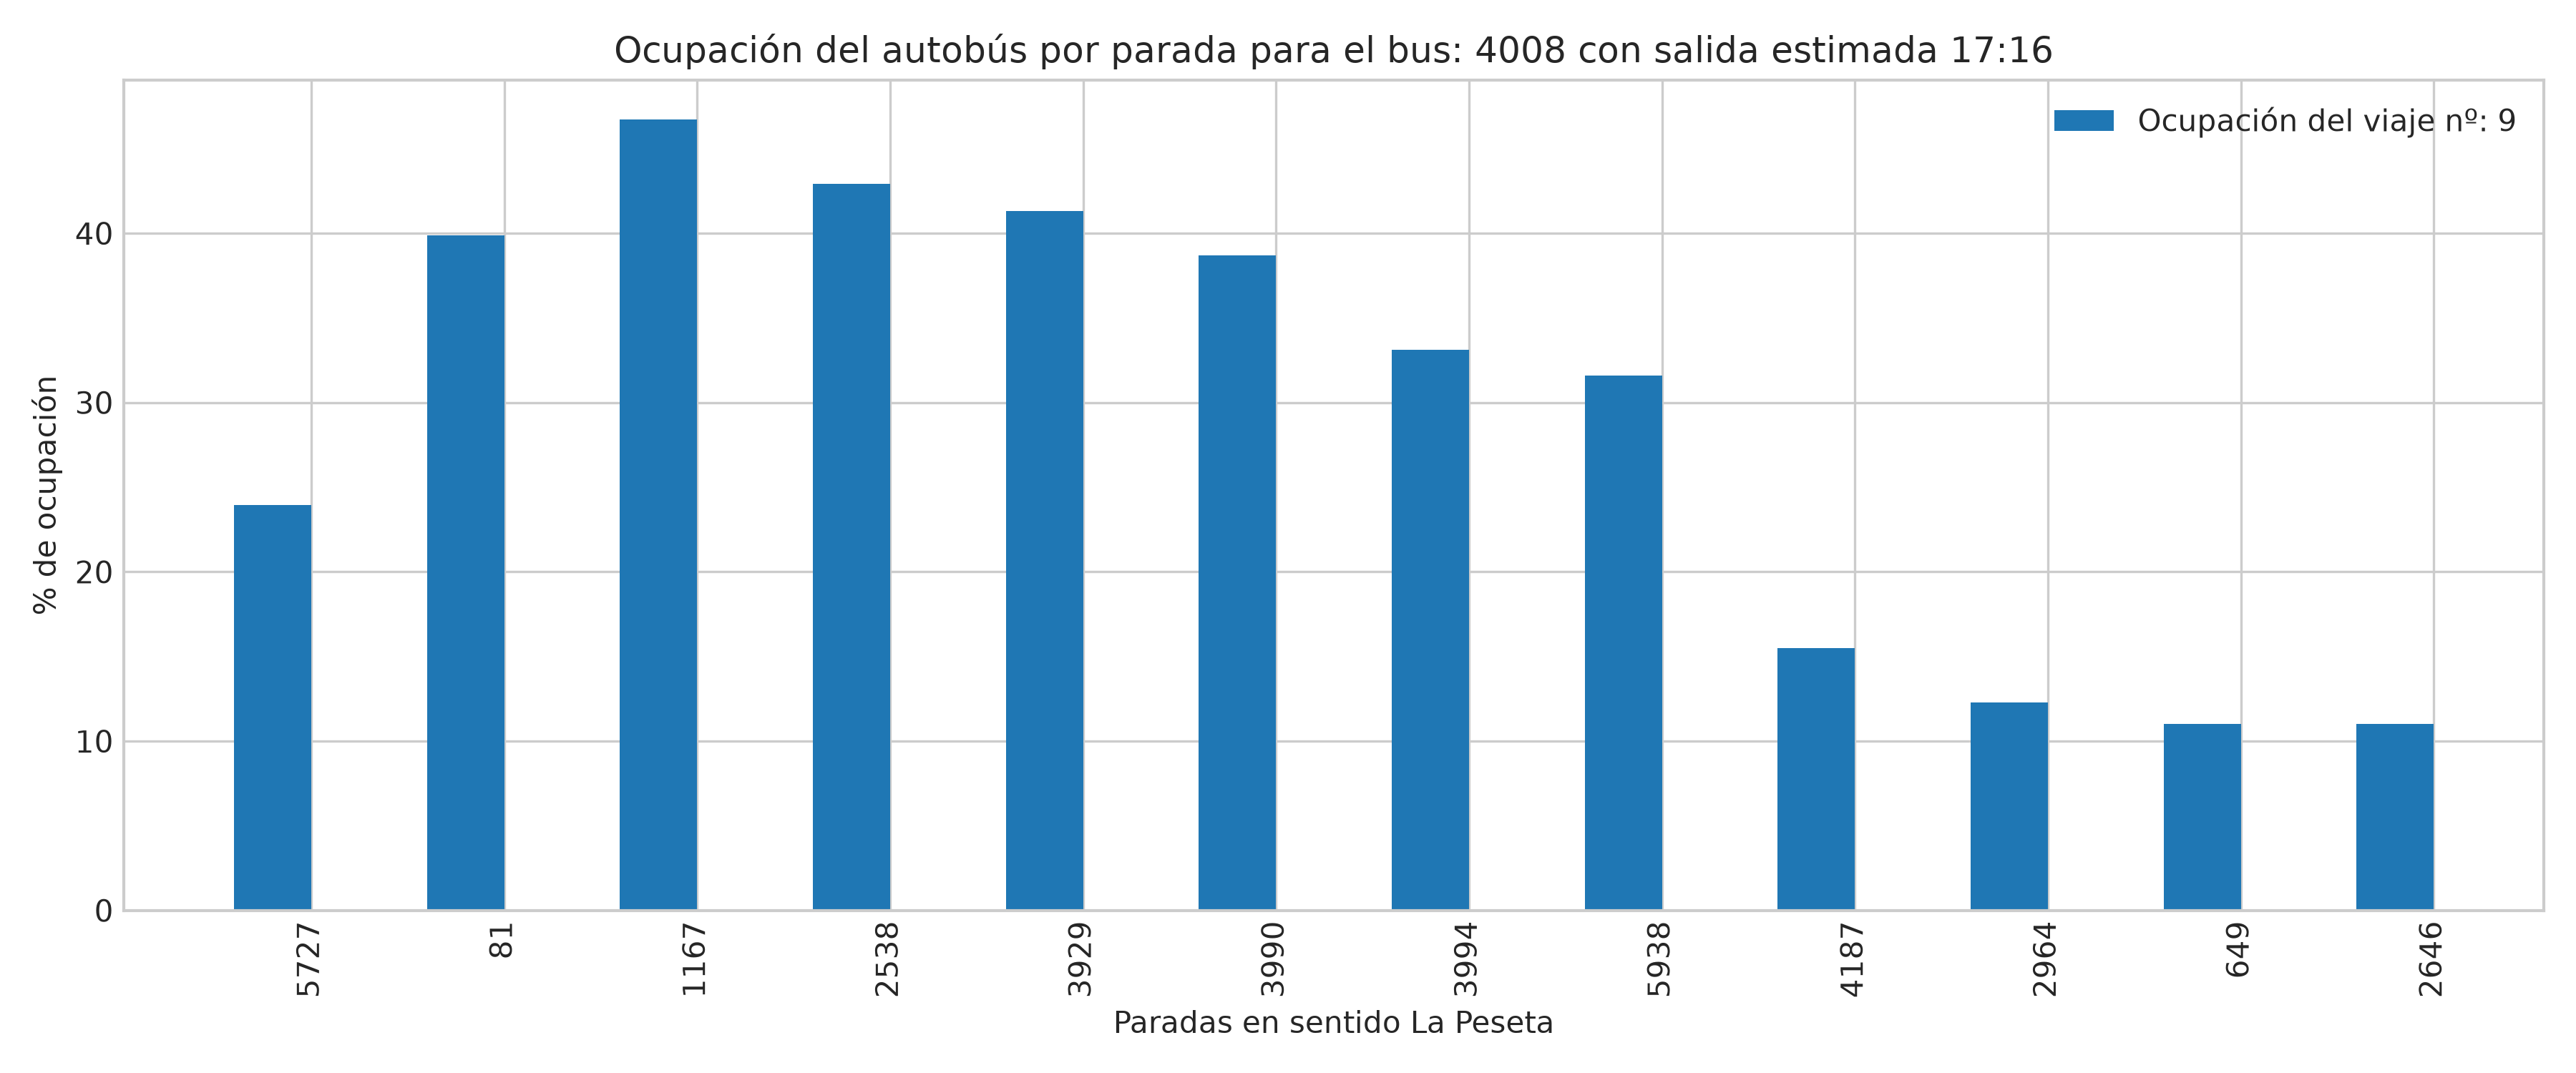 Ocupación del autobús por parada para el bus: 4008 con salida estimada 17:16
Ocupación del viaje nº: 9
% de ocupación
40
30
20
10
0
5727 81 1167 2538 3929 3990 3994 5938 4187 2964 649 2646
Paradas en sentido La Peseta